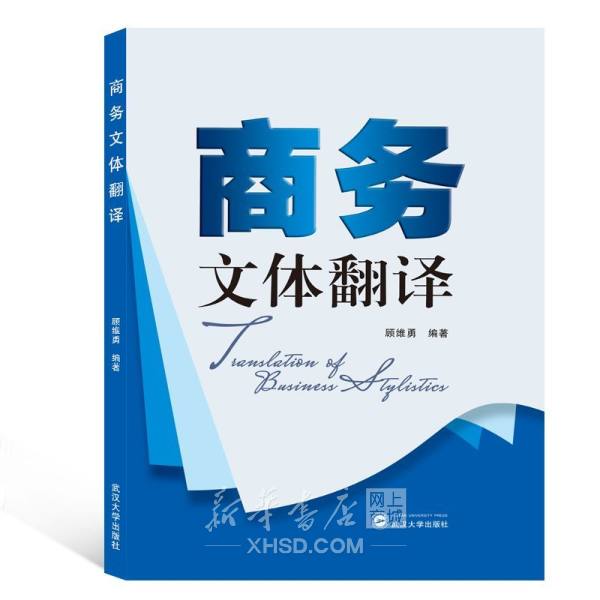 商务文体翻译
顾维勇 编著
武汉大学出版社
商务
文体翻译
顾维勇 编著
Translation of
Business Stylistics
新华书店
网上商城
XHSD.COM
武汉大学出版社